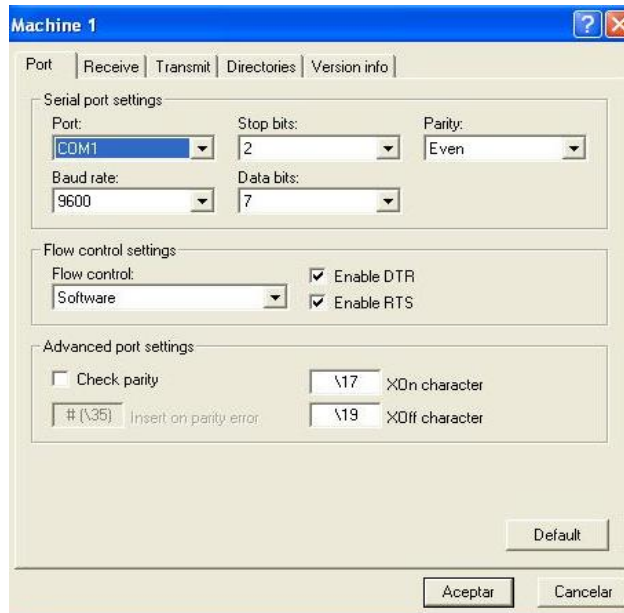 Machine 1
Port Receive Transmit Directories Version info
Serial port settings
Port: Stop bits: Parity:
COM1 2 Even
Baud rate: Data bits:
9600 7
Flow control settings
Flow control:
Software
Enable DTR
Enable RTS
Advanced port settings
Check parity \17 XOn character
# (\35) Insert on parity error \19 XOff character
Default
Aceptar Cancelar